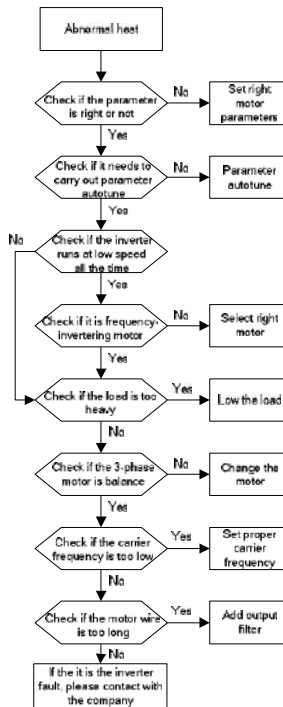 Abnormal heat
Check if the parameter
is right or not
No
Set right
motor
parameters
Yes
Check if it needs to
carry out parameter
autotune
No
Parameter
autotune
Yes
No
Check if the inverter
runs at low speed
all the time
Yes
Check if it is frequency-
invertering motor
No
Select right
motor
Yes
Check if the load is too
heavy
Yes
Low the load
No
Check if the 3-phase
motor is balance
No
Change the
motor
Yes
Check if the carrier
frequency is too low
Yes
Set proper
carrier
frequency
No
Check if the motor wire
is too long
Yes
Add output
filter
No
If the it is the inverter
fault, please contact with
the company